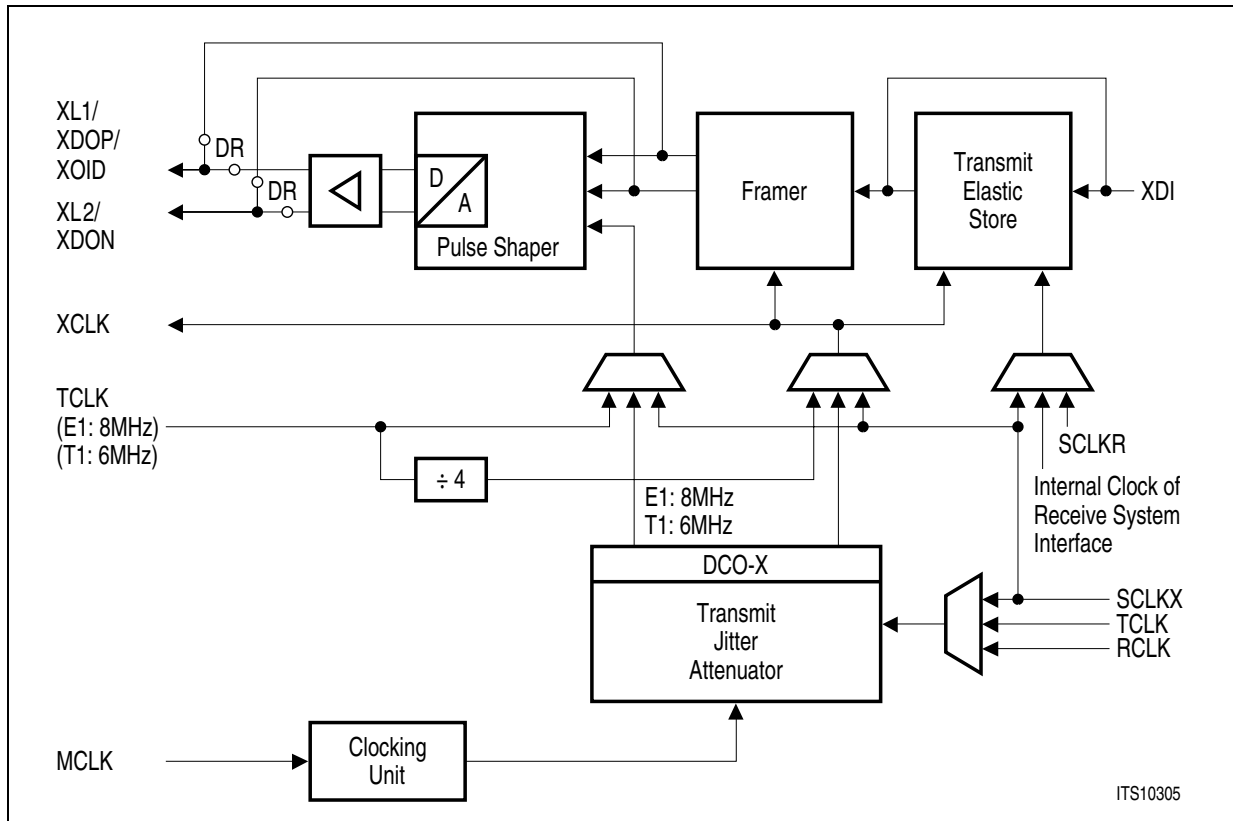 XL1/
XDOP/
XOID
DR
DR
XL2/
XDON
D
A
Pulse Shaper
Framer
Transmit
Elastic
Store
XDI
XCLK
TCLK
(E1: 8MHz)
(T1: 6MHz)
÷ 4
E1: 8MHz
T1: 6MHz
SCLKR
Internal Clock of
Receive System
Interface
DCO-X
Transmit
Jitter
Attenuator
SCLKX
TCLK
RCLK
MCLK
Clocking
Unit
ITS10305